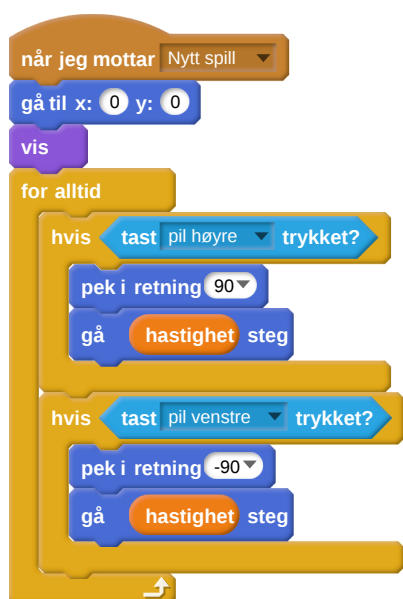 når jeg mottar Nytt spill
gå til x: 0 y: 0
vis
for alltid
hvis tast pil høyre trykket?
pek i retning 90
gå hastighet steg
hvis tast pil venstre trykket?
pek i retning -90
gå hastighet steg